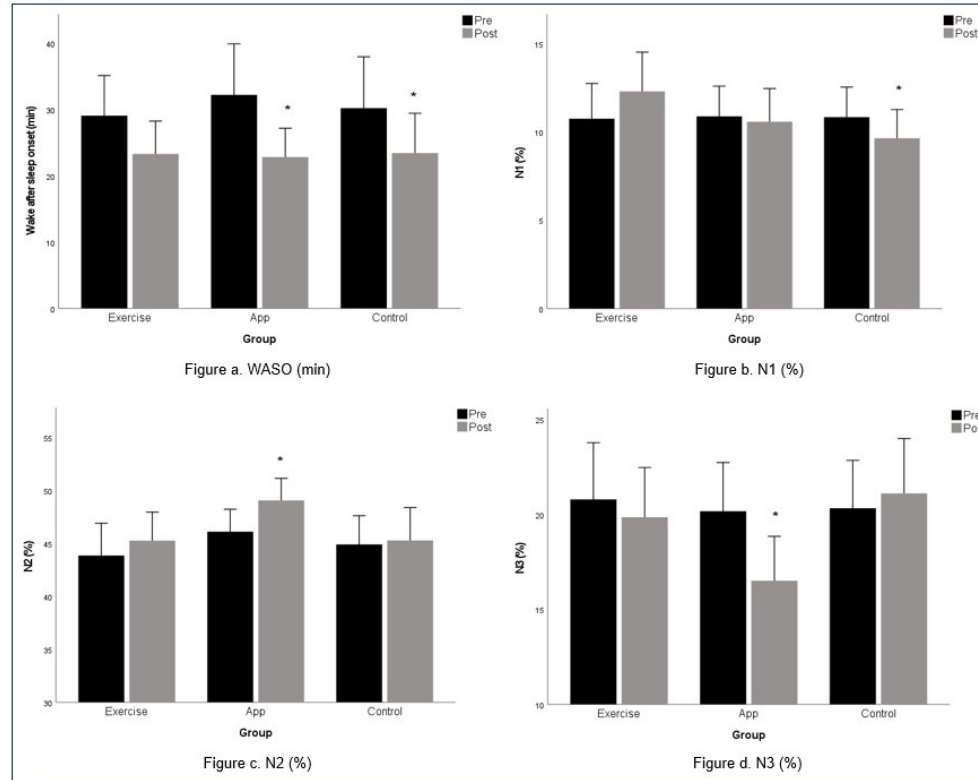 Pre
Post
Wake after sleep onset (min)
40
30
20
10
0
*
*
Exercise App Control
Group
Figure a. WASO (min)
Pre
Post
N1 (%)
15
10
5
0
*
Exercise App Control
Group
Figure b. N1 (%)
Pre
Post
N2 (%)
55
50
45
40
35
30
*
Exercise App Control
Group
Figure c. N2 (%)
Pre
Post
N3 (%)
25
20
15
10
*
Exercise App Control
Group
Figure d. N3 (%)